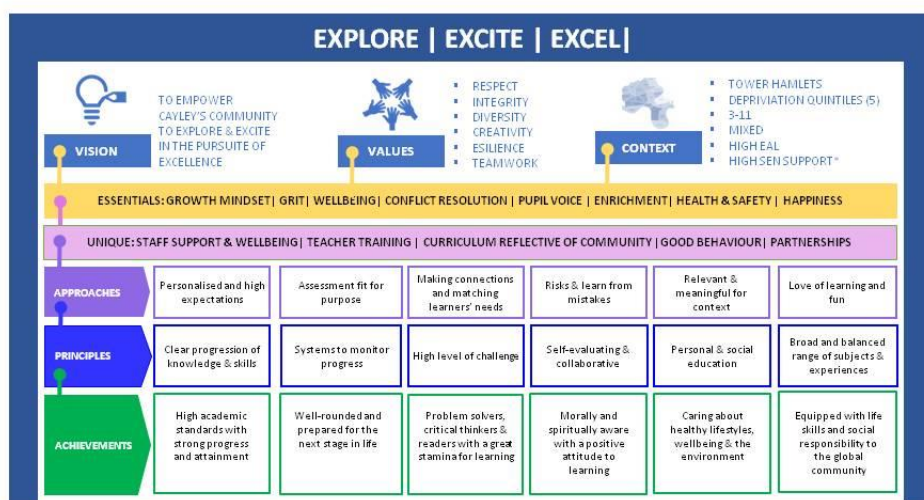 EXPLORE | EXCITE | EXCEL|
TO EMPOWER
CAYLEY'S COMMUNITY
TO EXPLORE & EXCITE
IN THE PURSUITE OF
EXCELLENCE
VISION
▪ RESPECT
▪ INTEGRITY
▪ DIVERSITY
▪ CREATIVITY
▪ ESILIENCE
▪ TEAMWORK
VALUES
▪ TOWER HAMLETS
▪ DEPRIVIATION QUINTILES (5)
▪ 3-11
▪ MIXED
▪ HIGH EAL
▪ HIGH SEN SUPPORT*
CONTEXT
ESSENTIALS: GROWTH MINDSET| GRIT| WELLBEING| CONFLICT RESOLUTION | PUPIL VOICE | ENRICHMENT| HEALTH & SAFETY | HAPPINESS
UNIQUE: STAFF SUPPORT & WELLBEING| TEACHER TRAINING | CURRICULUM REFLECTIVE OF COMMUNITY |GOOD BEHAVIOUR| PARTNERSHIPS
APPROACHES
Personalised and high
expectations
Assessment fit for
purpose
Making connections
and matching
learners' needs
Risks & learn from
mistakes
Relevant &
meaningful for
context
Love of learning and
fun
PRINCIPLES
Clear progression of
knowledge & skills
Systems to monitor
progress
High level of challenge
Self-evaluating &
collaborative
Personal & social
education
Broad and balanced
range of subjects &
experiences
ACHIEVEMENTS
High academic
standards with
strong progress
and attainment
Well-rounded and
prepared for the
next stage in life
Problem solvers,
critical thinkers &
readers with a great
stamina for learning
Morally and
spiritually aware
with a positive
attitude to
learning
Caring about
healthy lifestyles,
wellbeing & the
environment
Equipped with life
skills and social
responsibility to
the global
community